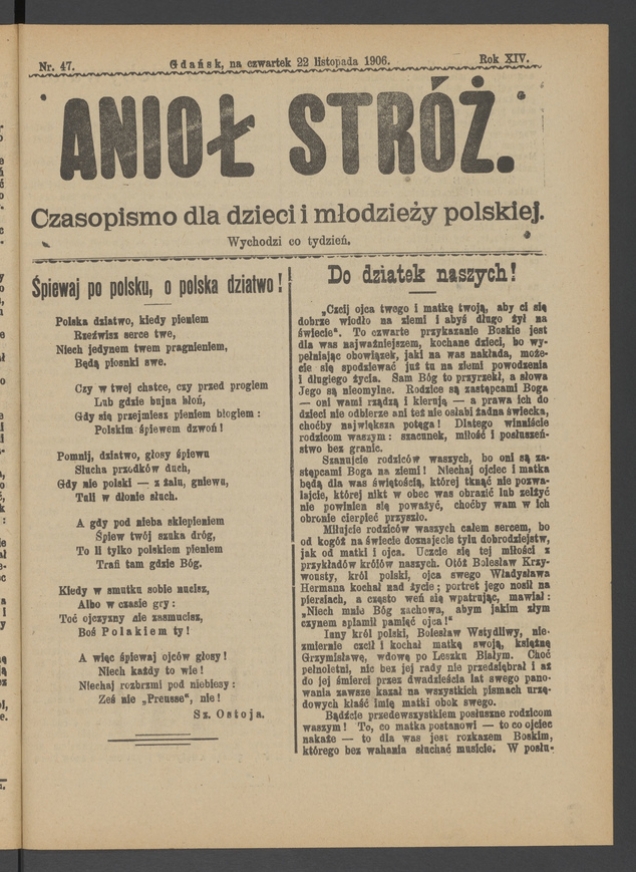 Nr. 47.
Gdańsk, na czwartek 22 listopada 1906.
Rok XIV.
ANIOŁ STRÓŻ.
Czasopismo dla dzieci i młodzieży polskiej.
Wychodzi co tydzień.
Śpiewaj po polsku, o polska dziatwo!
Polska dziatwo, kiedy pieniem
Rzeźwisz serce twe,
Niech jedynem twem pragnieniem,
Będą piosnki swe.
Czy w twej chatce, czy przed progiem
Lub gdzie bujna błoń,
Gdy się przejmiesz pieniem błogiem:
Polskim śpiewem dzwoń!
Pomnij, dziatwo, głosy śpiewu
Słucha przodków duch,
Gdy nie polski — z żalu, gniewu,
Tuli w dłonie słuch.
A gdy pod nieba sklepieniem
Śpiew twój szuka dróg,
To li tylko polskiem pieniem
Trafi tam gdzie Bóg.
Kiedy w smutku sobie nucisz,
Albo w czasie gry:
Toć ojczyzny nie zasmucisz,
Boś Polakiem ty!
A więc śpiewaj ojców głosy!
Niech każdy to wie!
Niechaj rozbrzmi pod niebiosy:
Żeś nie „Preusse“, nie!
Sz. Ostoja.
Do dziatek naszych!
„Czcij ojca twego i matkę twoją, aby ci się
dobrze wiodło na ziemi i abyś długo żył na
świecie“. To czwarte przykazanie Boskie jest
dla was najważniejszem, kochane dzieci, bo wy-
pełniając obowiązek, jaki na was nakłada, może-
cie się spodziewać już tu na ziemi powodzenia
i długiego życia. Sam Bóg to przyrzekł, a słowa
Jego są nieomylne. Rodzice są zastępcami Boga
— oni wami rządzą i kierują — a prawa ich do
dzieci nie odbierze ani też nie osłabi żadna świecka,
choćby największa potęga! Dlatego winniście
rodzicom waszym: szacunek, miłość i posłuszeń-
stwo bez granic.
Szanujcie rodziców waszych, bo oni są za-
stępcami Boga na ziemi! Niechaj ojciec i matka
będą dla was świętością, której tknąć nie pozwa-
lajcie, której nikt w obec was obrazić lub zelżyć
nie powinien się poważyć, choćby wam w ich
obronie cierpieć przyszło.
Miłujcie rodziców waszych całem sercem, bo
od kogóż na świecie doznajecie tylu dobrodziejstw,
jak od matki i ojca. Uczcie się tej miłości z
przykładów królów naszych. Otóż Bolesław Krzy-
wousty, król polski, ojca swego Władysława
Hermana kochał nad życie; portret jego nosił na
piersiach, a często weń się wpatrując, mawiał:
„Niech mnie Bóg zachowa, abym jakim złym
czynem splamił pamięć ojca!“
Inny król polski, Bolesław Wstydliwy, nie-
zmiernie czcił i kochał matkę swoją, księżnę
Grzymisławę, wdowę po Leszku Białym. Choć
pełnoletni, nic bez jej rady nie przedsiębrał i aż
do jej śmierci przez dwadzieścia lat swego pano-
wania zawsze kazał na wszystkich pismach urzę-
dowych kłaść imię matki obok swego.
Bądźcie przedewszystkiem posłuszne rodzicom
waszym! To, co matka postanowi — to co ojciec
nakaże — to dla was jest rozkazem Boskim,
którego bez wahania słuchać musicie. W posłu-